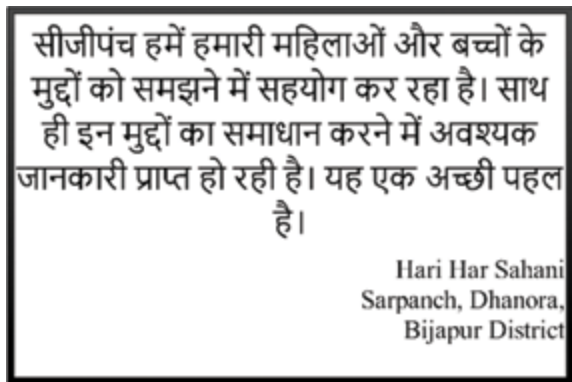 सीजीपंच हमें हमारी महिलाओं और बच्चों के
मुद्दों को समझने में सहयोग कर रहा है। साथ
ही इन मुद्दों का समाधान करने में अवश्यक
जानकारी प्राप्त हो रही है। यह एक अच्छी पहल
है।
Hari Har Sahani
Sarpanch, Dhanora,
Bijapur District